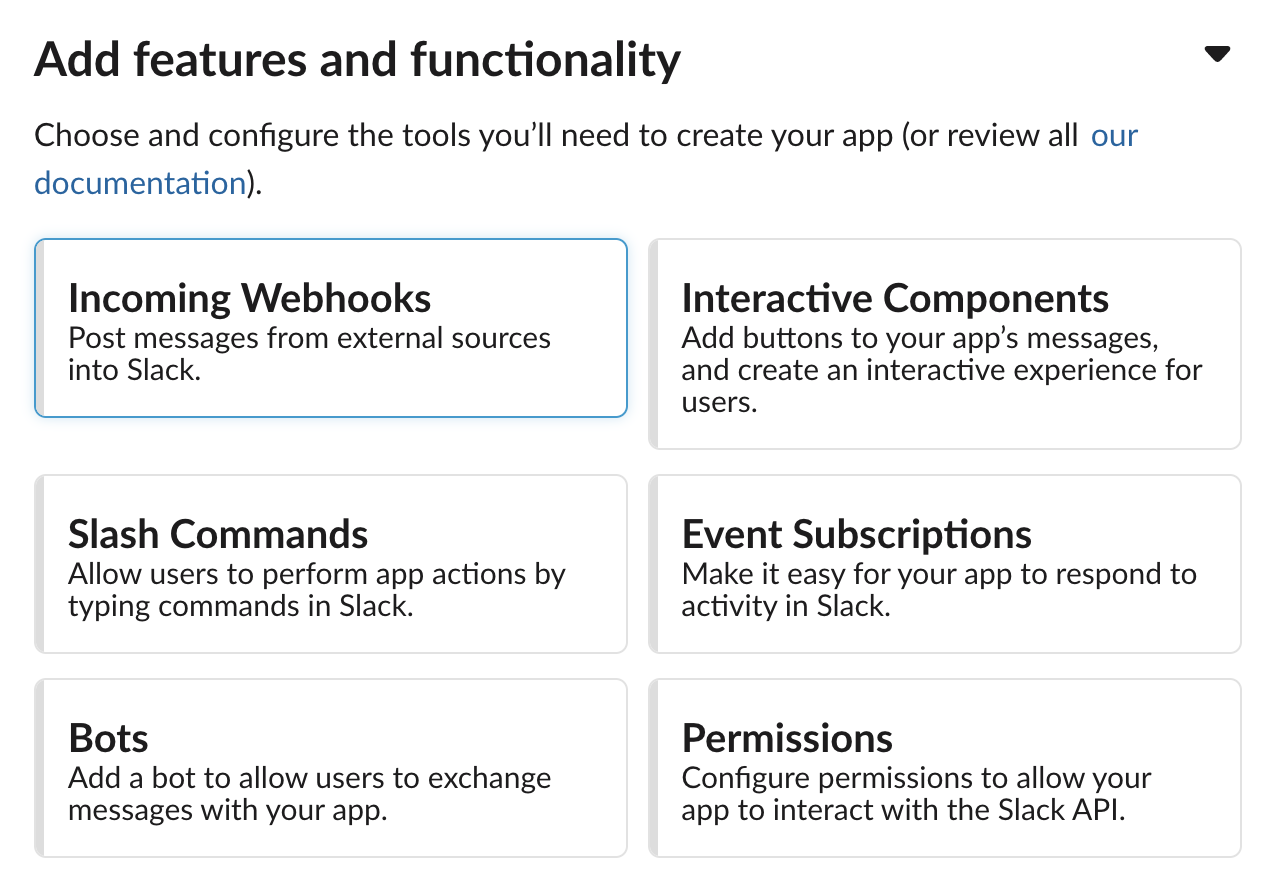 Add features and functionality
Choose and configure the tools you’ll need to create your app (or review all our
documentation).
Incoming Webhooks
Post messages from external sources
into Slack.
Interactive Components
Add buttons to your app’s messages,
and create an interactive experience for
users.
Slash Commands
Allow users to perform app actions by
typing commands in Slack.
Event Subscriptions
Make it easy for your app to respond to
activity in Slack.
Bots
Add a bot to allow users to exchange
messages with your app.
Permissions
Configure permissions to allow your
app to interact with the Slack API.